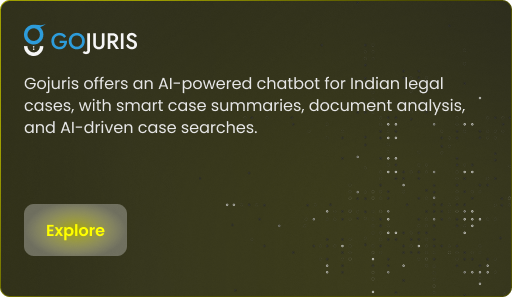 GOJURIS
Gojuris offers an AI-powered chatbot for Indian legal
cases, with smart case summaries, document analysis,
and AI-driven case searches.
Explore